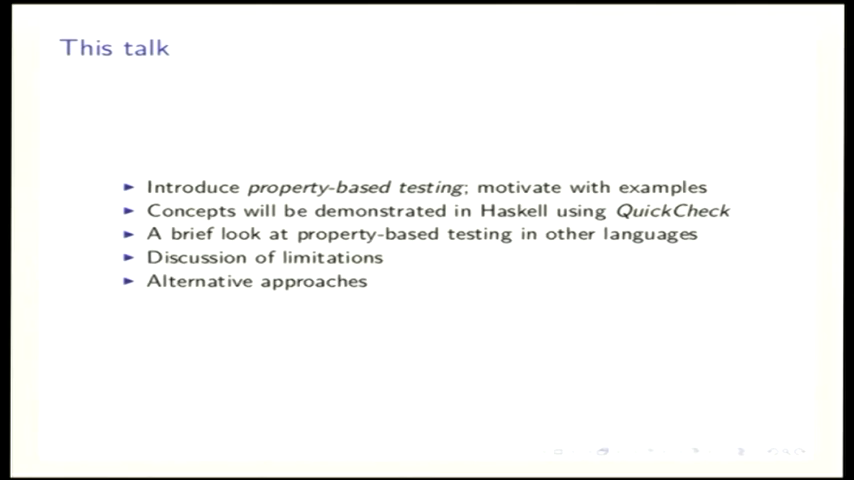 This talk
Introduce property-based testing; motivate with examples
Concepts will be demonstrated in Haskell using QuickCheck
A brief look at property-based testing in other languages
Discussion of limitations
Alternative approaches